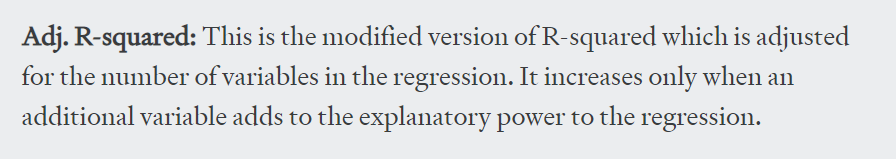 Adj. R-squared: This is the modified version of R-squared which is adjusted
for the number of variables in the regression. It increases only when an
additional variable adds to the explanatory power to the regression.